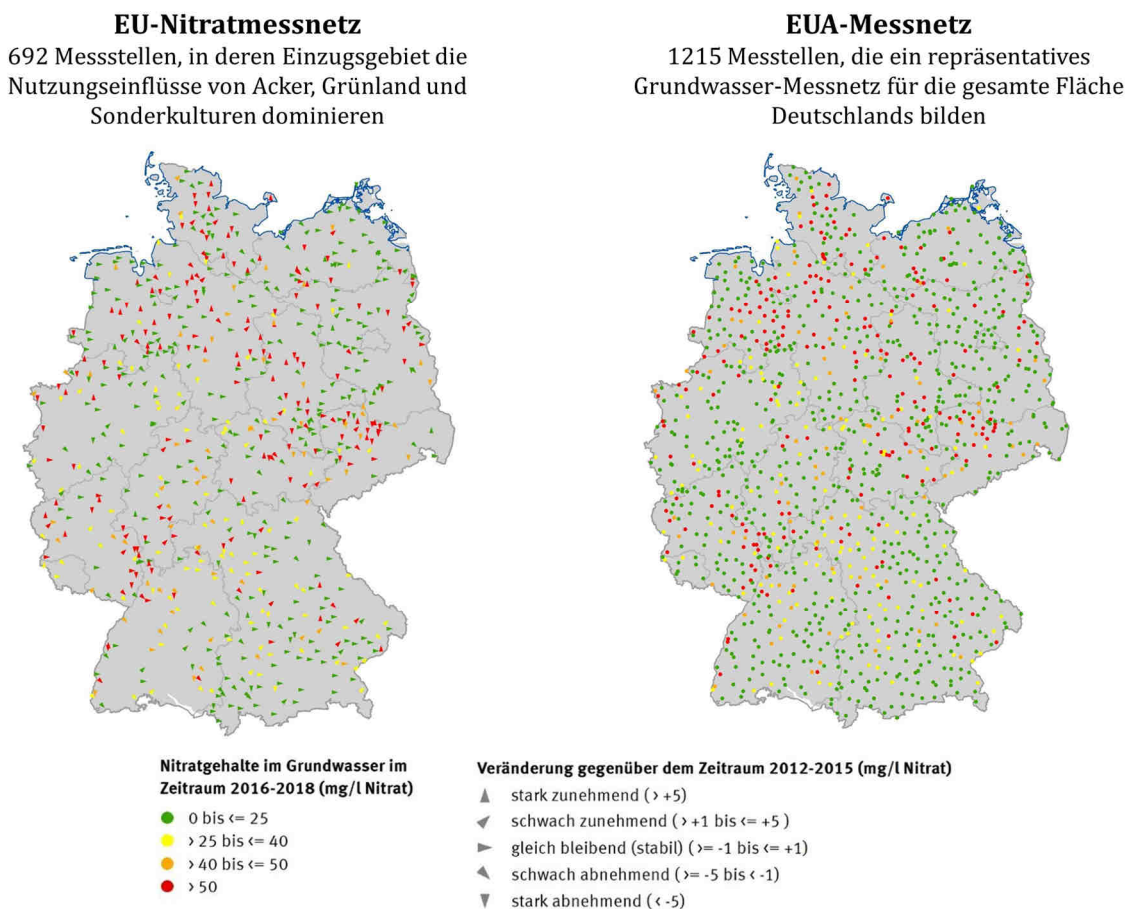 EU-Nitratmessnetz
692 Messstellen, in deren Einzugsgebiet die
Nutzungseinflüsse von Acker, Grünland und
Sonderkulturen dominieren
EUA-Messnetz
1215 Messtellen, die ein repräsentatives
Grundwasser-Messnetz für die gesamte Fläche
Deutschlands bilden
Nitratgehalte im Grundwasser im
Zeitraum 2016-2018 (mg/l Nitrat)
0 bis <= 25
> 25 bis <= 40
> 40 bis <= 50
> 50
Veränderung gegenüber dem Zeitraum 2012-2015 (mg/l Nitrat)
stark zunehmend ( > +5)
schwach zunehmend ( > +1 bis <= +5 )
gleich bleibend (stabil) ( >= -1 bis <= +1)
schwach abnehmend ( >= -5 bis < -1)
stark abnehmend ( < -5)